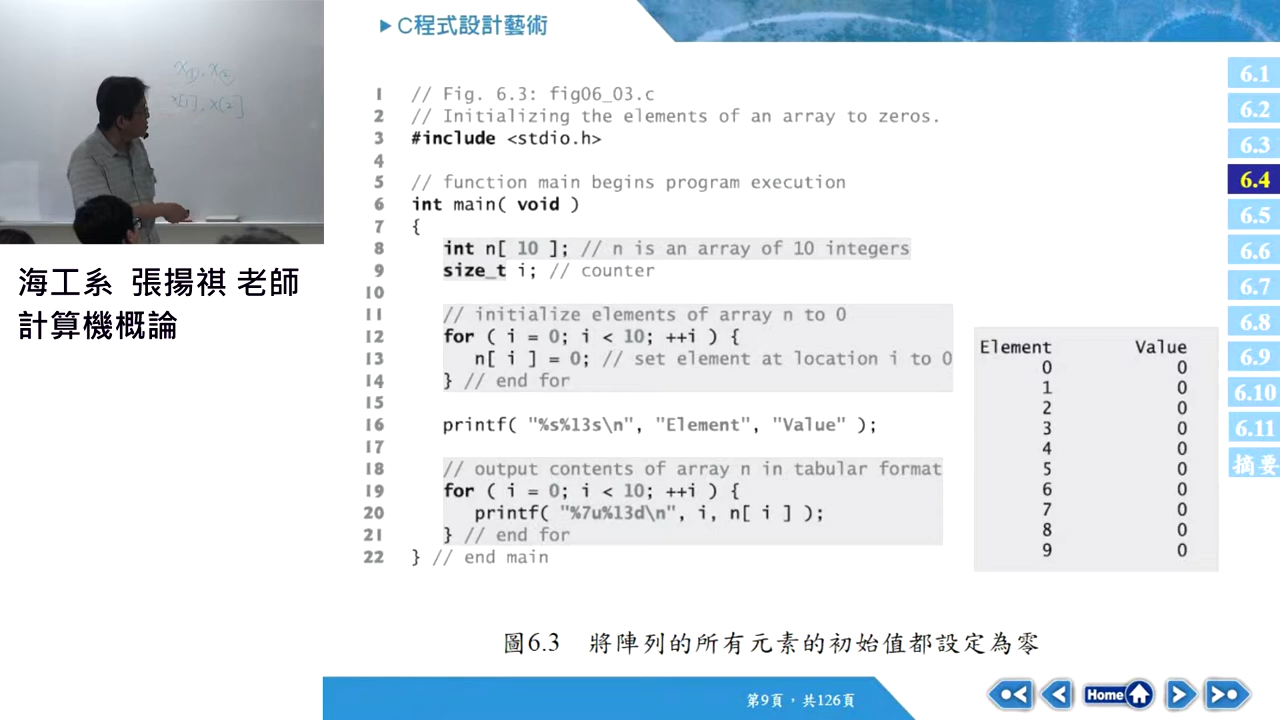 C程式設計藝術
X①, X②
x[1], x[2]
海工系 張揚祺 老師
計算機概論
1 // Fig. 6.3: fig06_03.c
2 // Initializing the elements of an array to zeros.
3 #include <stdio.h>
4
5 // function main begins program execution
6 int main( void )
7 {
8 int n[ 10 ]; // n is an array of 10 integers
9 size_t i; // counter
10
11 // initialize elements of array n to 0
12 for ( i = 0; i < 10; ++i ) {
13 n[ i ] = 0; // set element at location i to 0
14 } // end for
15
16 printf( "%s%13s\n", "Element", "Value" );
17
18 // output contents of array n in tabular format
19 for ( i = 0; i < 10; ++i ) {
20 printf( "%7u%13d\n", i, n[ i ] );
21 } // end for
22 } // end main
Element Value
0 0
1 0
2 0
3 0
4 0
5 0
6 0
7 0
8 0
9 0
圖6.3 將陣列的所有元素的初始值都設定為零
6.1
6.2
6.3
6.4
6.5
6.6
6.7
6.8
6.9
6.10
6.11
摘要
第9頁，共126頁
Home